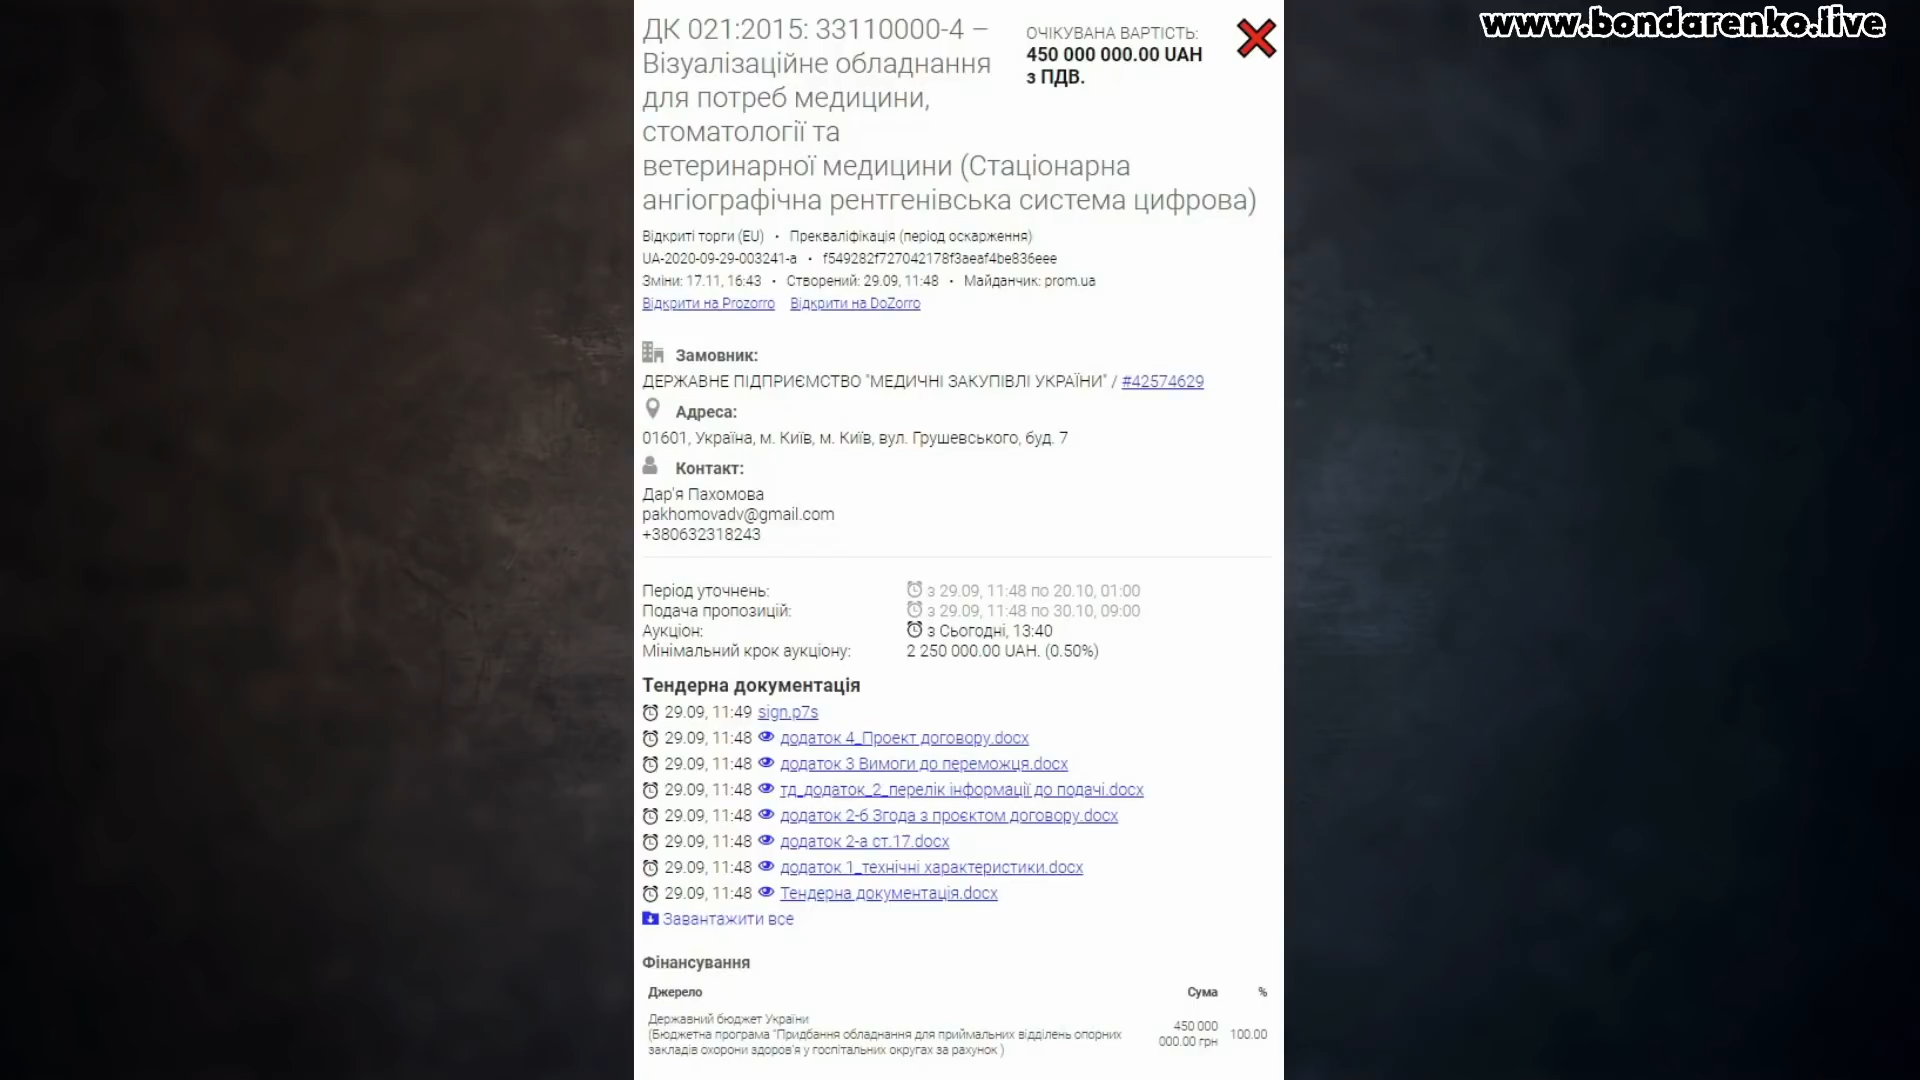 www.bondarenko.live
ДК 021:2015: 33110000-4 –
Візуалізаційне обладнання
для потреб медицини,
стоматології та
ветеринарної медицини (Стаціонарна
ангіографічна рентгенівська система цифрова)
ОЧІКУВАНА ВАРТІСТЬ:
450 000 000.00 UAH
з ПДВ.
Відкриті торги (EU) • Прекваліфікація (період оскарження)
UA-2020-09-29-003241-a • f549282f727042178f3aeaf4be836eee
Зміни: 17.11, 16:43 • Створений: 29.09, 11:48 • Майданчик: prom.ua
Відкрити на Prozorro Відкрити на DoZorro
Замовник:
ДЕРЖАВНЕ ПІДПРИЄМСТВО "МЕДИЧНІ ЗАКУПІВЛІ УКРАЇНИ" / #42574629
Адреса:
01601, Україна, м. Київ, м. Київ, вул. Грушевського, буд. 7
Контакт:
Дар'я Пахомова
pakhomovadv@gmail.com
+380632318243
Період уточнень: з 29.09, 11:48 по 20.10, 01:00
Подача пропозицій: з 29.09, 11:48 по 30.10, 09:00
Аукціон: з Сьогодні, 13:40
Мінімальний крок аукціону: 2 250 000.00 UAH. (0.50%)
Тендерна документація
29.09, 11:49 sign.p7s
29.09, 11:48 додаток 4_Проект договору.docx
29.09, 11:48 додаток 3 Вимоги до переможця.docx
29.09, 11:48 тд_додаток_2_перелік інформації до подачі.docx
29.09, 11:48 додаток 2-б Згода з проєктом договору.docx
29.09, 11:48 додаток 2-а ст.17.docx
29.09, 11:48 додаток 1_технічні характеристики.docx
29.09, 11:48 Тендерна документація.docx
Завантажити все
Фінансування
Джерело Сума %
Державний бюджет України
(Бюджетна програма "Придбання обладнання для приймальних відділень опорних
закладів охорони здоров'я у госпітальних округах за рахунок )
450 000
000.00 грн
100.00